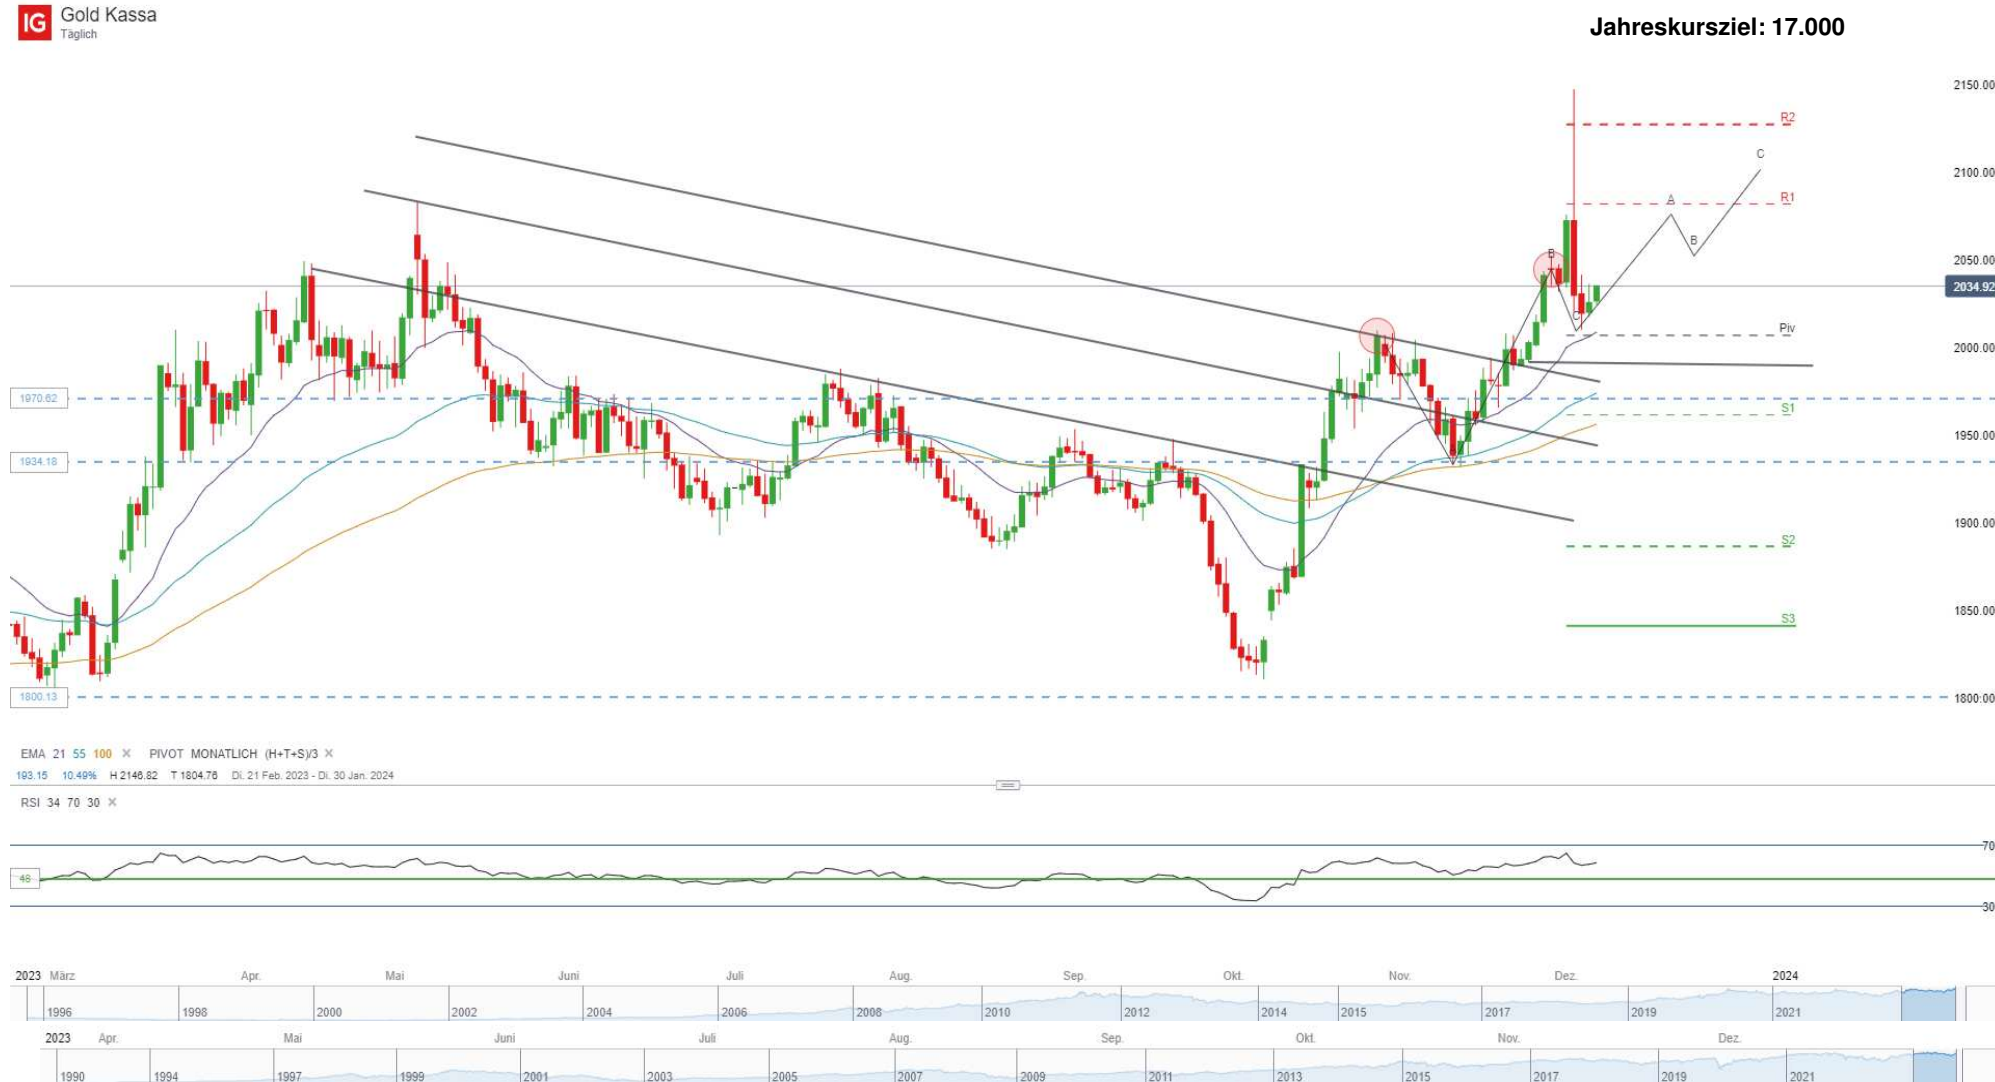 IG Gold Kassa
Täglich
Jahreskursziel: 17.000
2150.00
R2
C
2100.00
A
R1
B
B
2050.00
2034.92
C
Piv
2000.00
1970.62
S1
1950.00
1934.18
1900.00
S2
1850.00
S3
1800.13
1800.00
EMA 21 55 100 × PIVOT MONATLICH (H+T+S)/3 ×
193.15 10.49% H 2146.82 T 1804.76 Di. 21 Feb. 2023 - Di. 30 Jan. 2024
RSI 34 70 30 ×
70
48
30
2023 März Apr. Mai Juni Juli Aug. Sep. Okt. Nov. Dez. 2024
1996 1998 2000 2002 2004 2006 2008 2010 2012 2014 2015 2017 2019 2021
2023 Apr. Mai Juni Juli Aug. Sep. Okt. Nov. Dez.
1990 1994 1997 1999 2001 2003 2005 2007 2009 2011 2013 2015 2017 2019 2021